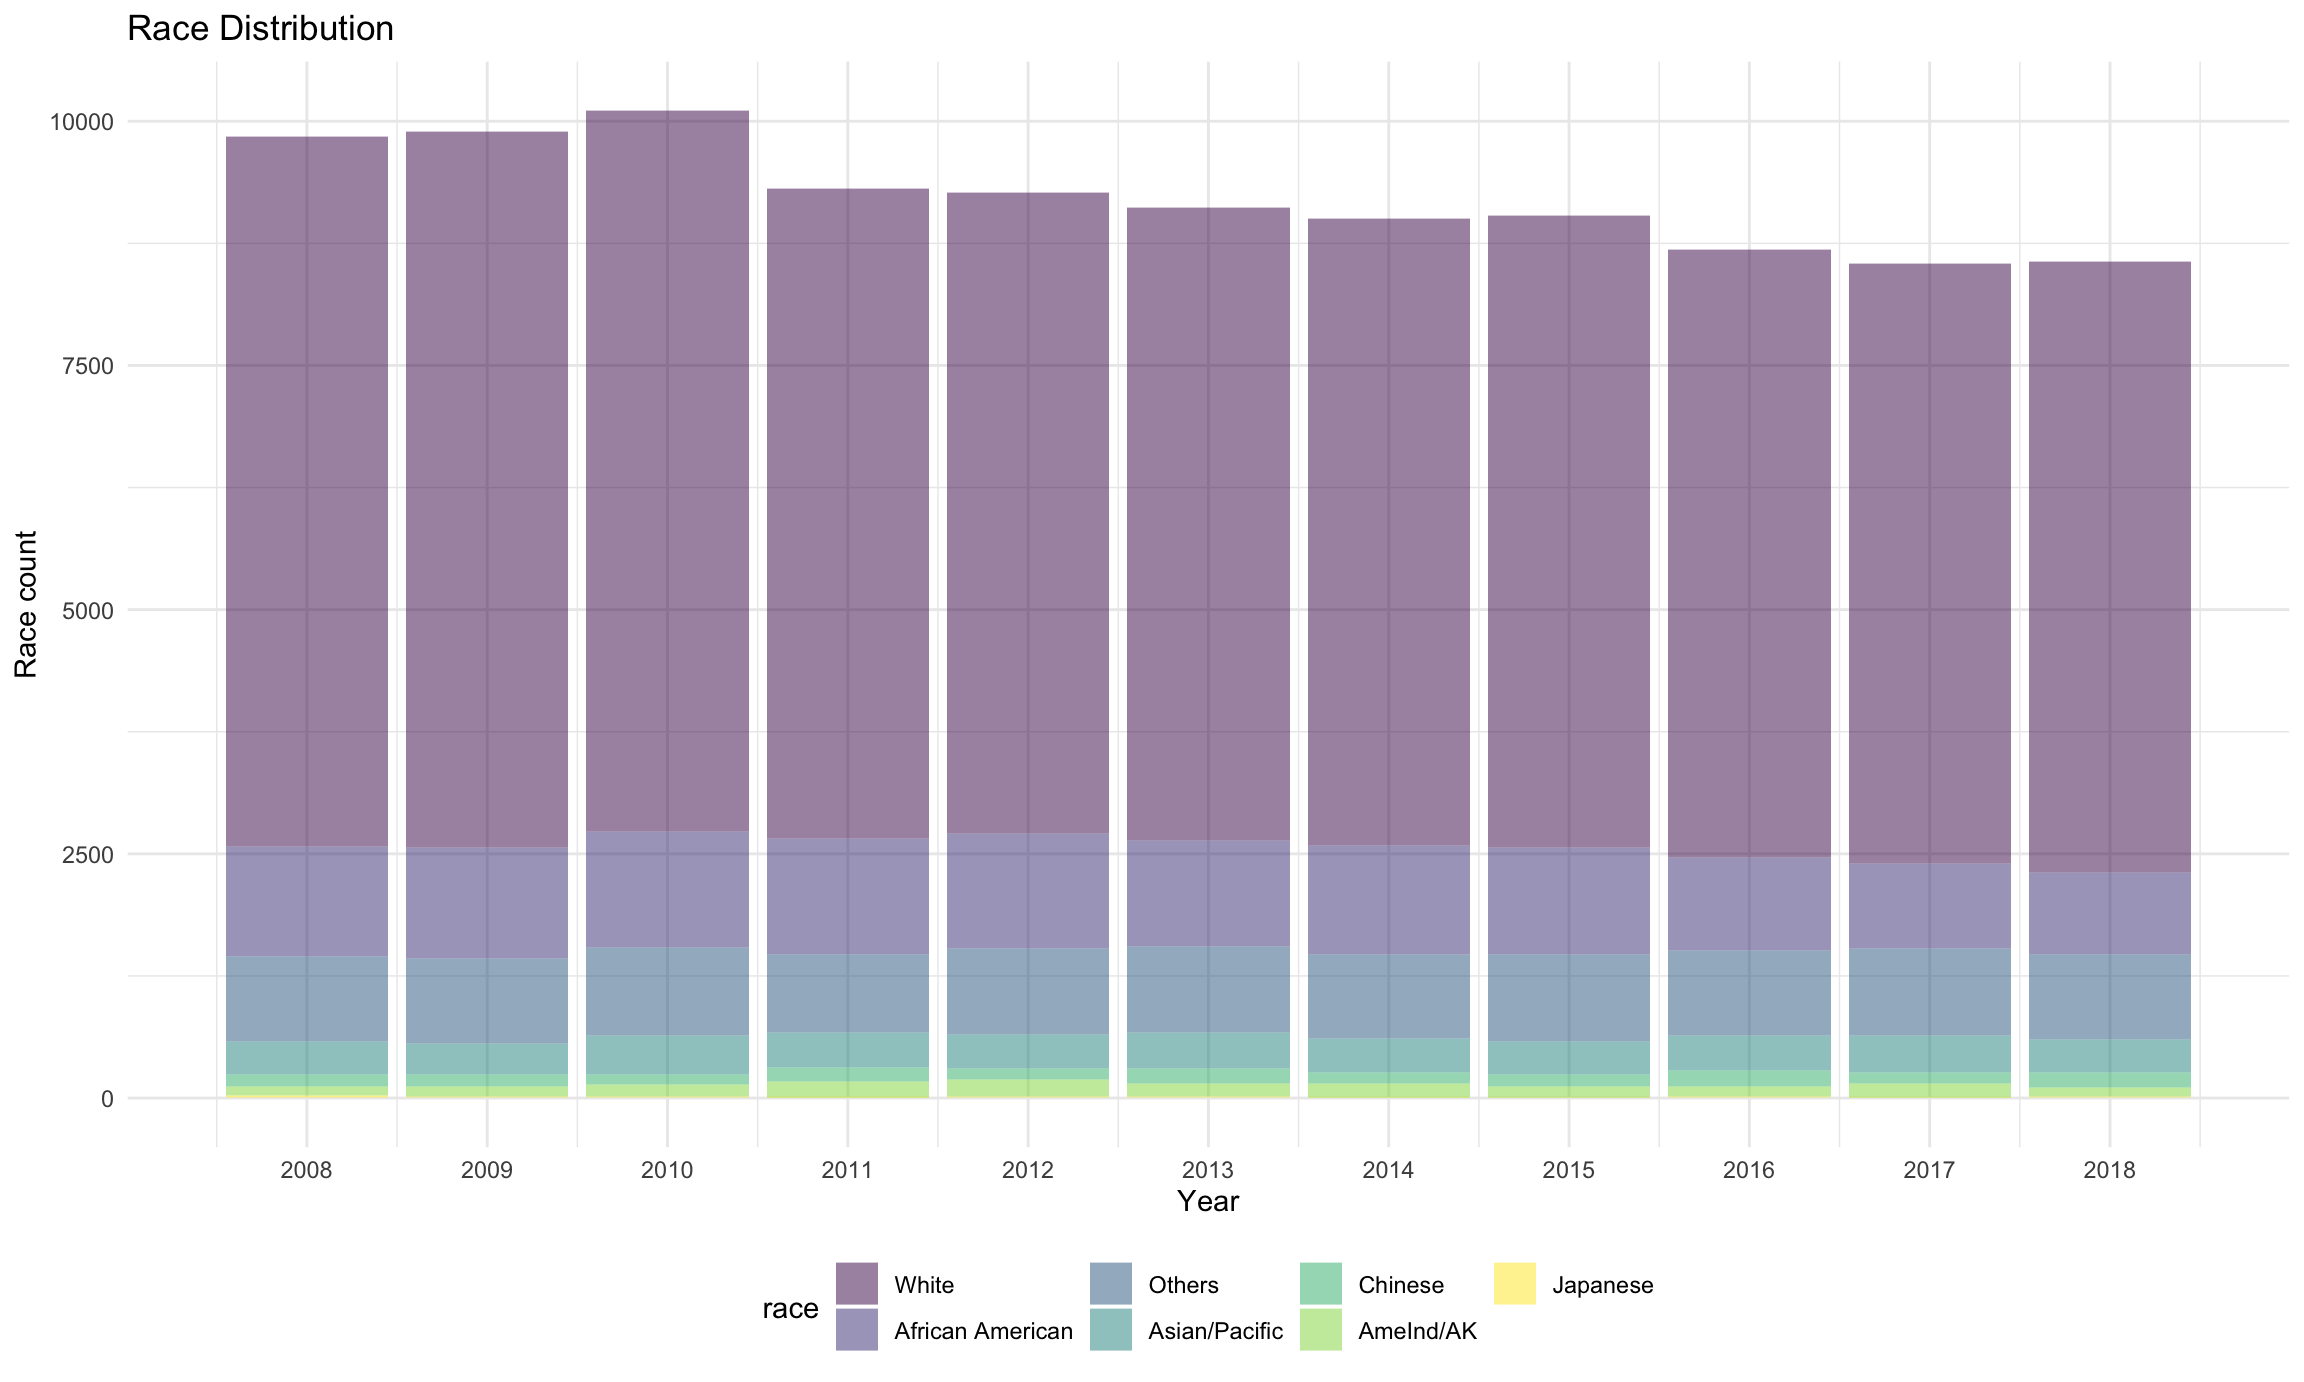 Race Distribution
10000
7500
5000
2500
0
Race count
2008 2009 2010 2011 2012 2013 2014 2015 2016 2017 2018
Year
race
White Others Chinese Japanese
African American Asian/Pacific AmeInd/AK